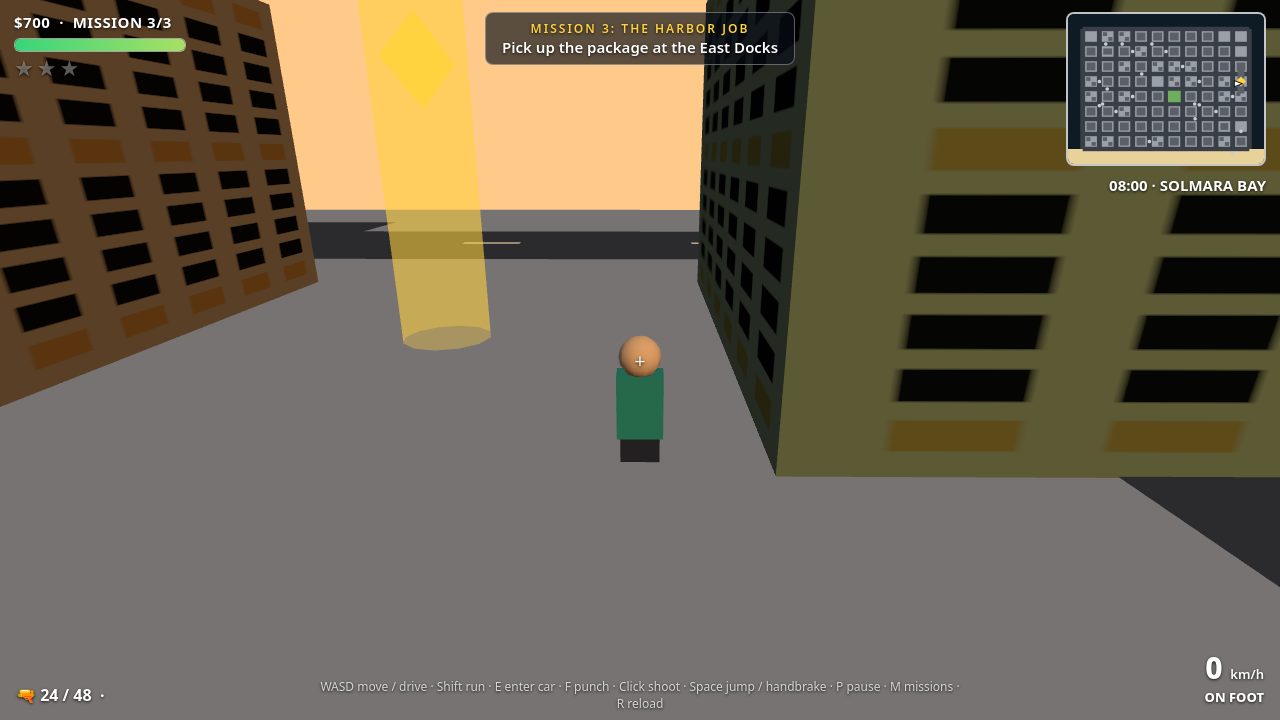 $700 · MISSION 3/3
MISSION 3: THE HARBOR JOB
Pick up the package at the East Docks
08:00 · SOLMARA BAY
24 / 48 ·
WASD move / drive · Shift run · E enter car · F punch · Click shoot · Space jump / handbrake · P pause · M missions ·
R reload
0 km/h
ON FOOT